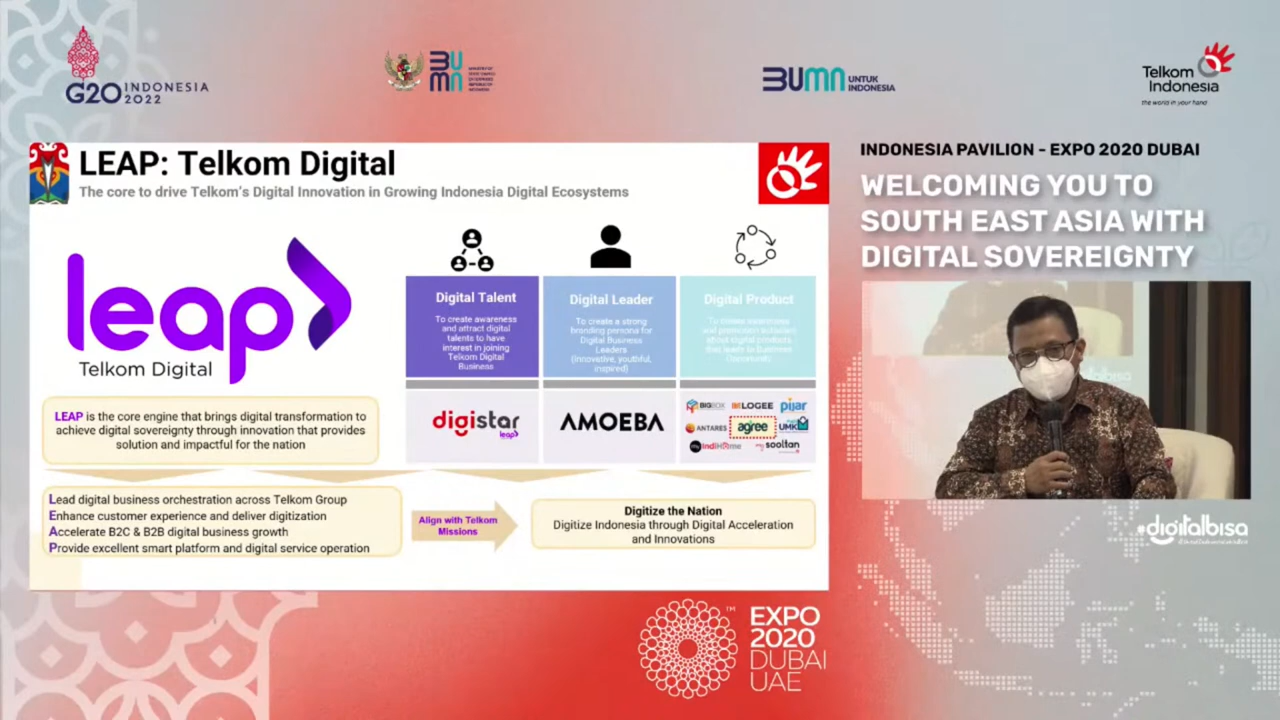 G20 INDONESIA
2022
BUMN
BUMN UNTUK
INDONESIA
Telkom
Indonesia
the world in your hand
LEAP: Telkom Digital
The core to drive Telkom's Digital Innovation in Growing Indonesia Digital Ecosystems
leap
Telkom Digital
LEAP is the core engine that brings digital transformation to
achieve digital sovereignty through innovation that provides
solution and impactful for the nation
Digital Talent
To create awareness
and attract digital
talents to have
interest in joining
Telkom Digital
Business
digistar
leap
Digital Leader
To create a strong
branding persona for
Digital Business
Leaders
(innovative, youthful,
inspired)
AMOEBA
Digital Product
BIGBOX LOGEE pijar
ANTARES agree UMKM
my IndiHome sooltan
Lead digital business orchestration across Telkom Group
Enhance customer experience and deliver digitization
Accelerate B2C & B2B digital business growth
Provide excellent smart platform and digital service operation
Align with Telkom
Missions
Digitize the Nation
Digitize Indonesia through Digital Acceleration
and Innovations
INDONESIA PAVILION - EXPO 2020 DUBAI
WELCOMING YOU TO
SOUTH EAST ASIA WITH
DIGITAL SOVEREIGNTY
#digitalbisa
EXPO
2020
DUBAI
UAE
TM